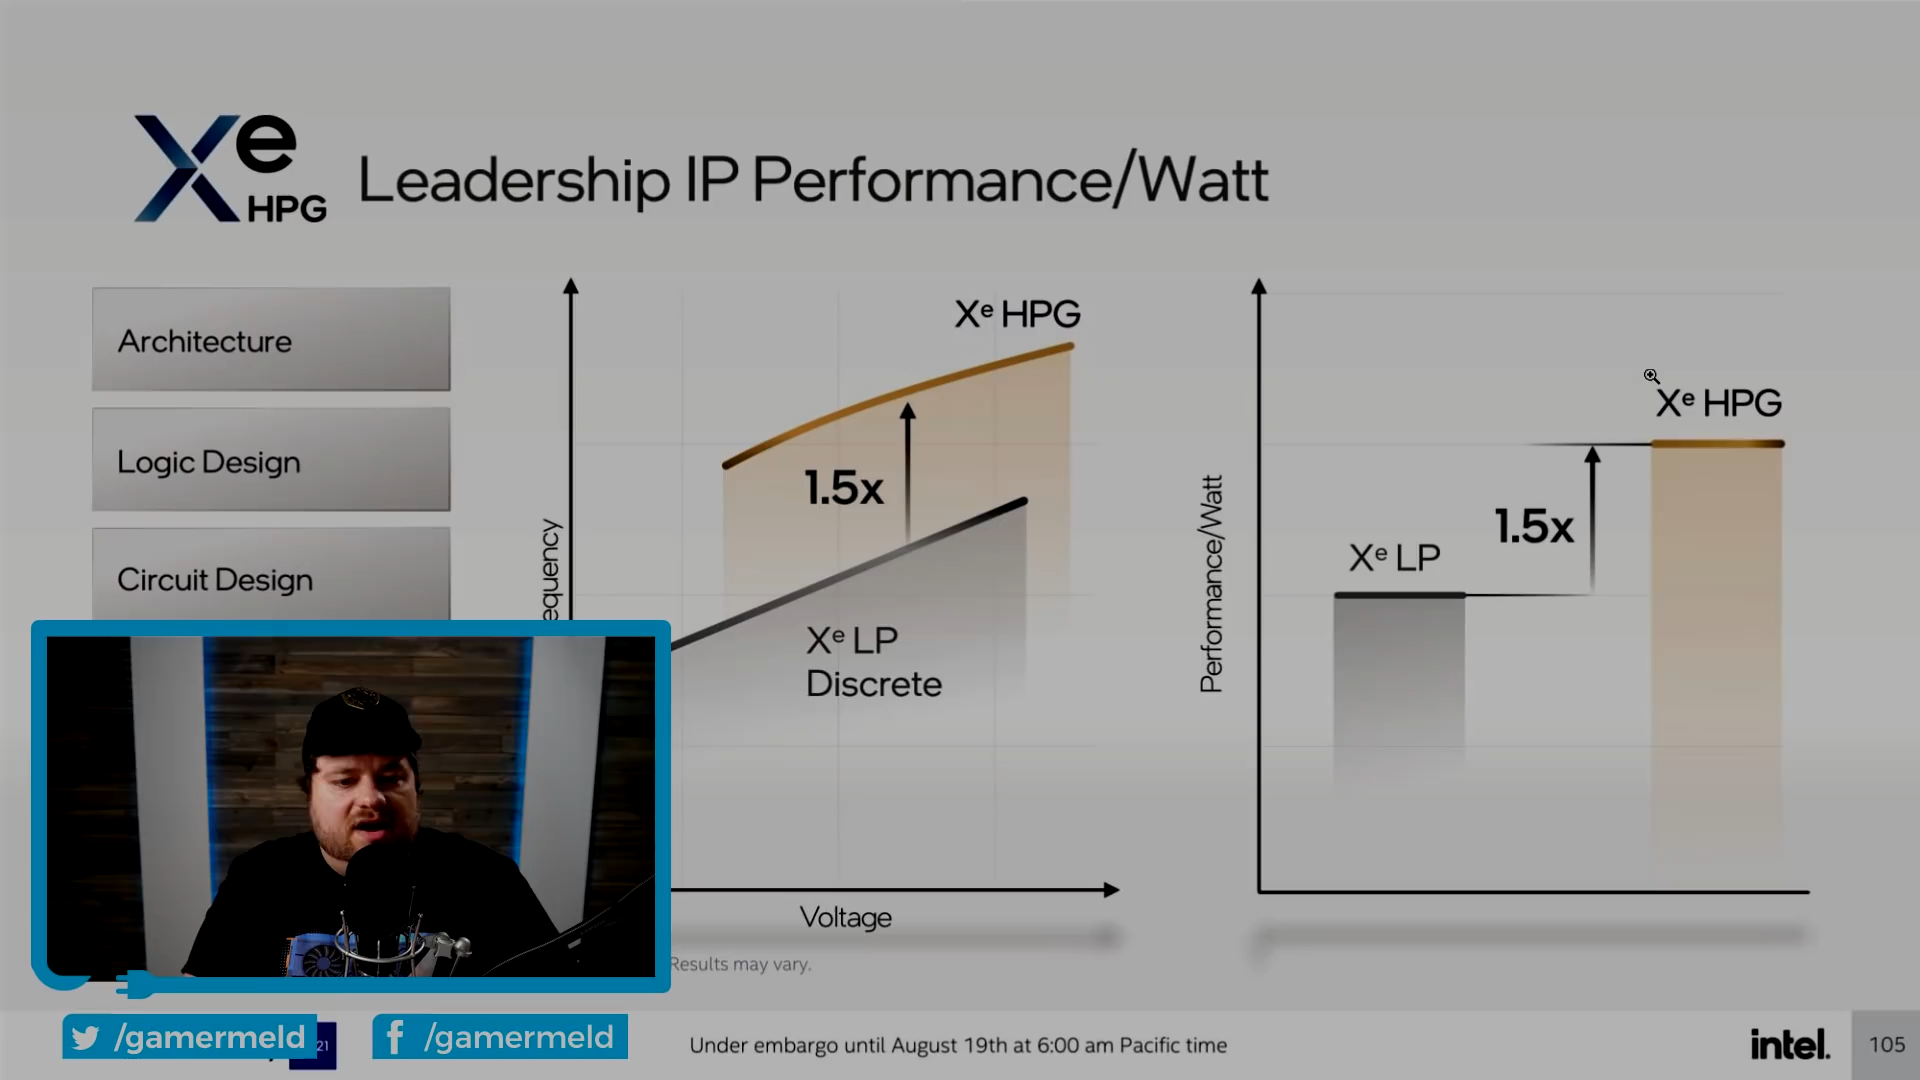 Xe HPG
Leadership IP Performance/Watt
Architecture
Logic Design
Circuit Design
equency
Xe HPG
1.5x
Xe LP
Discrete
Voltage
Performance/Watt
Xe LP
1.5x
Xe HPG
Results may vary.
/gamermeld
21
/gamermeld
Under embargo until August 19th at 6:00 am Pacific time
intel.
105